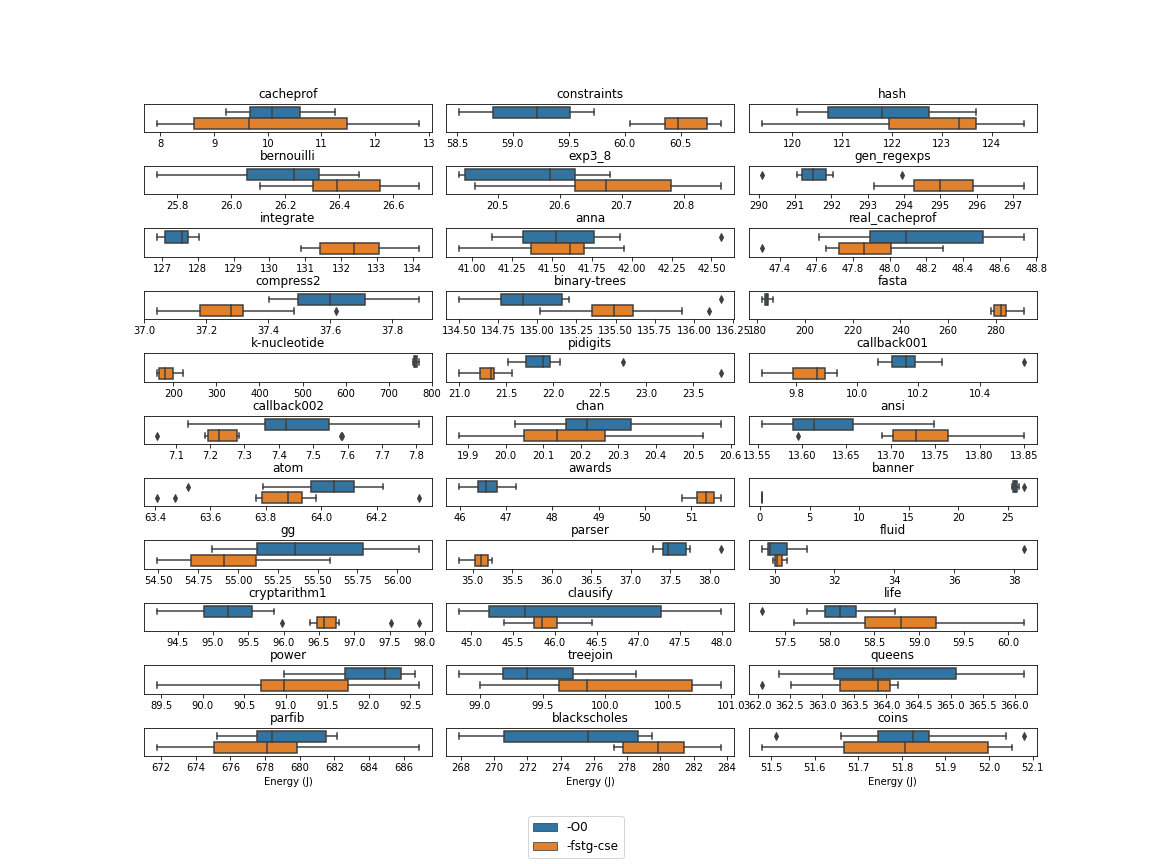 cacheprof constraints hash
8 9 10 11 12 13 58.5 59.0 59.5 60.0 60.5 120 121 122 123 124
bernouilli exp3_8 gen_regexps
25.8 26.0 26.2 26.4 26.6 20.5 20.6 20.7 20.8 290 291 292 293 294 295 296 297
integrate anna real_cacheprof
127 128 129 130 131 132 133 134 41.00 41.25 41.50 41.75 42.00 42.25 42.50 47.4 47.6 47.8 48.0 48.2 48.4 48.6 48.8
compress2 binary-trees fasta
37.0 37.2 37.4 37.6 37.8 134.50 134.75 135.00 135.25 135.50 135.75 136.00 136.25 180 200 220 240 260 280
k-nucleotide pidigits callback001
200 300 400 500 600 700 800 21.0 21.5 22.0 22.5 23.0 23.5 9.8 10.0 10.2 10.4
callback002 chan ansi
7.1 7.2 7.3 7.4 7.5 7.6 7.7 7.8 19.9 20.0 20.1 20.2 20.3 20.4 20.5 20.6 13.55 13.60 13.65 13.70 13.75 13.80 13.85
atom awards banner
63.4 63.6 63.8 64.0 64.2 46 47 48 49 50 51 0 5 10 15 20 25
gg parser fluid
54.50 54.75 55.00 55.25 55.50 55.75 56.00 35.0 35.5 36.0 36.5 37.0 37.5 38.0 30 32 34 36 38
cryptarithm1 clausify life
94.5 95.0 95.5 96.0 96.5 97.0 97.5 98.0 45.0 45.5 46.0 46.5 47.0 47.5 48.0 57.5 58.0 58.5 59.0 59.5 60.0
power treejoin queens
89.5 90.0 90.5 91.0 91.5 92.0 92.5 99.0 99.5 100.0 100.5 101.0 362.0 362.5 363.0 363.5 364.0 364.5 365.0 365.5 366.0
parfib blackscholes coins
672 674 676 678 680 682 684 686 268 270 272 274 276 278 280 282 284 51.5 51.6 51.7 51.8 51.9 52.0 52.1
Energy (J) Energy (J) Energy (J)
-O0
-fstg-cse